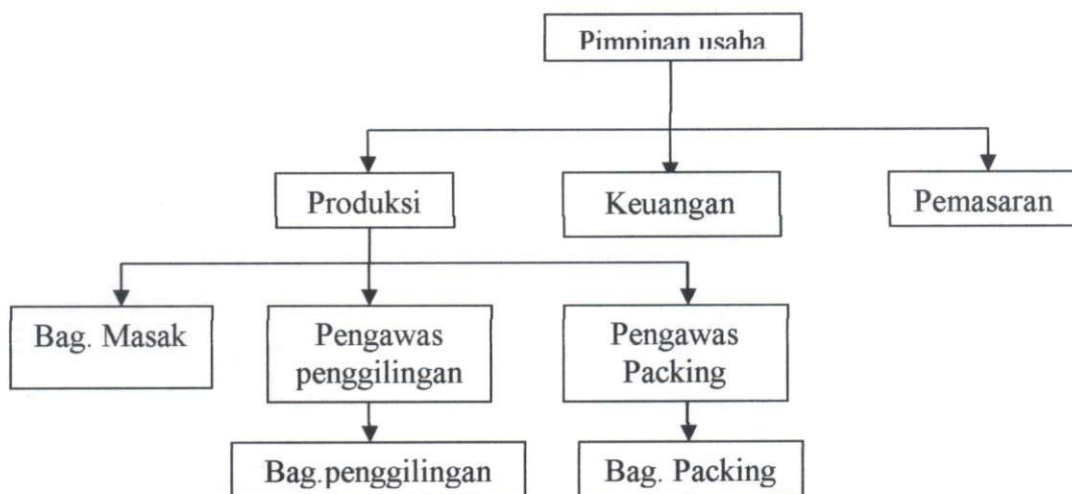 Pimpinan usaha
Produksi
Keuangan
Pemasaran
Bag. Masak
Pengawas
penggilingan
Pengawas
Packing
Bag.penggilingan
Bag. Packing